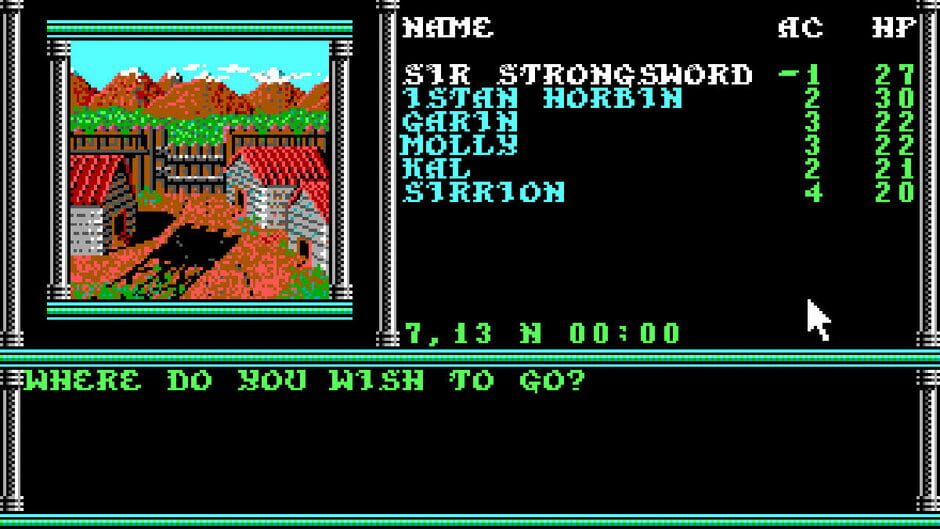 NAME AC HP
SIR STRONGSWORD -1 27
ISTAN HORBIN 2 30
GARIN 3 22
MOLLY 3 22
KAL 2 21
SIRRION 4 20
7,13 N 00:00
WHERE DO YOU WISH TO GO?